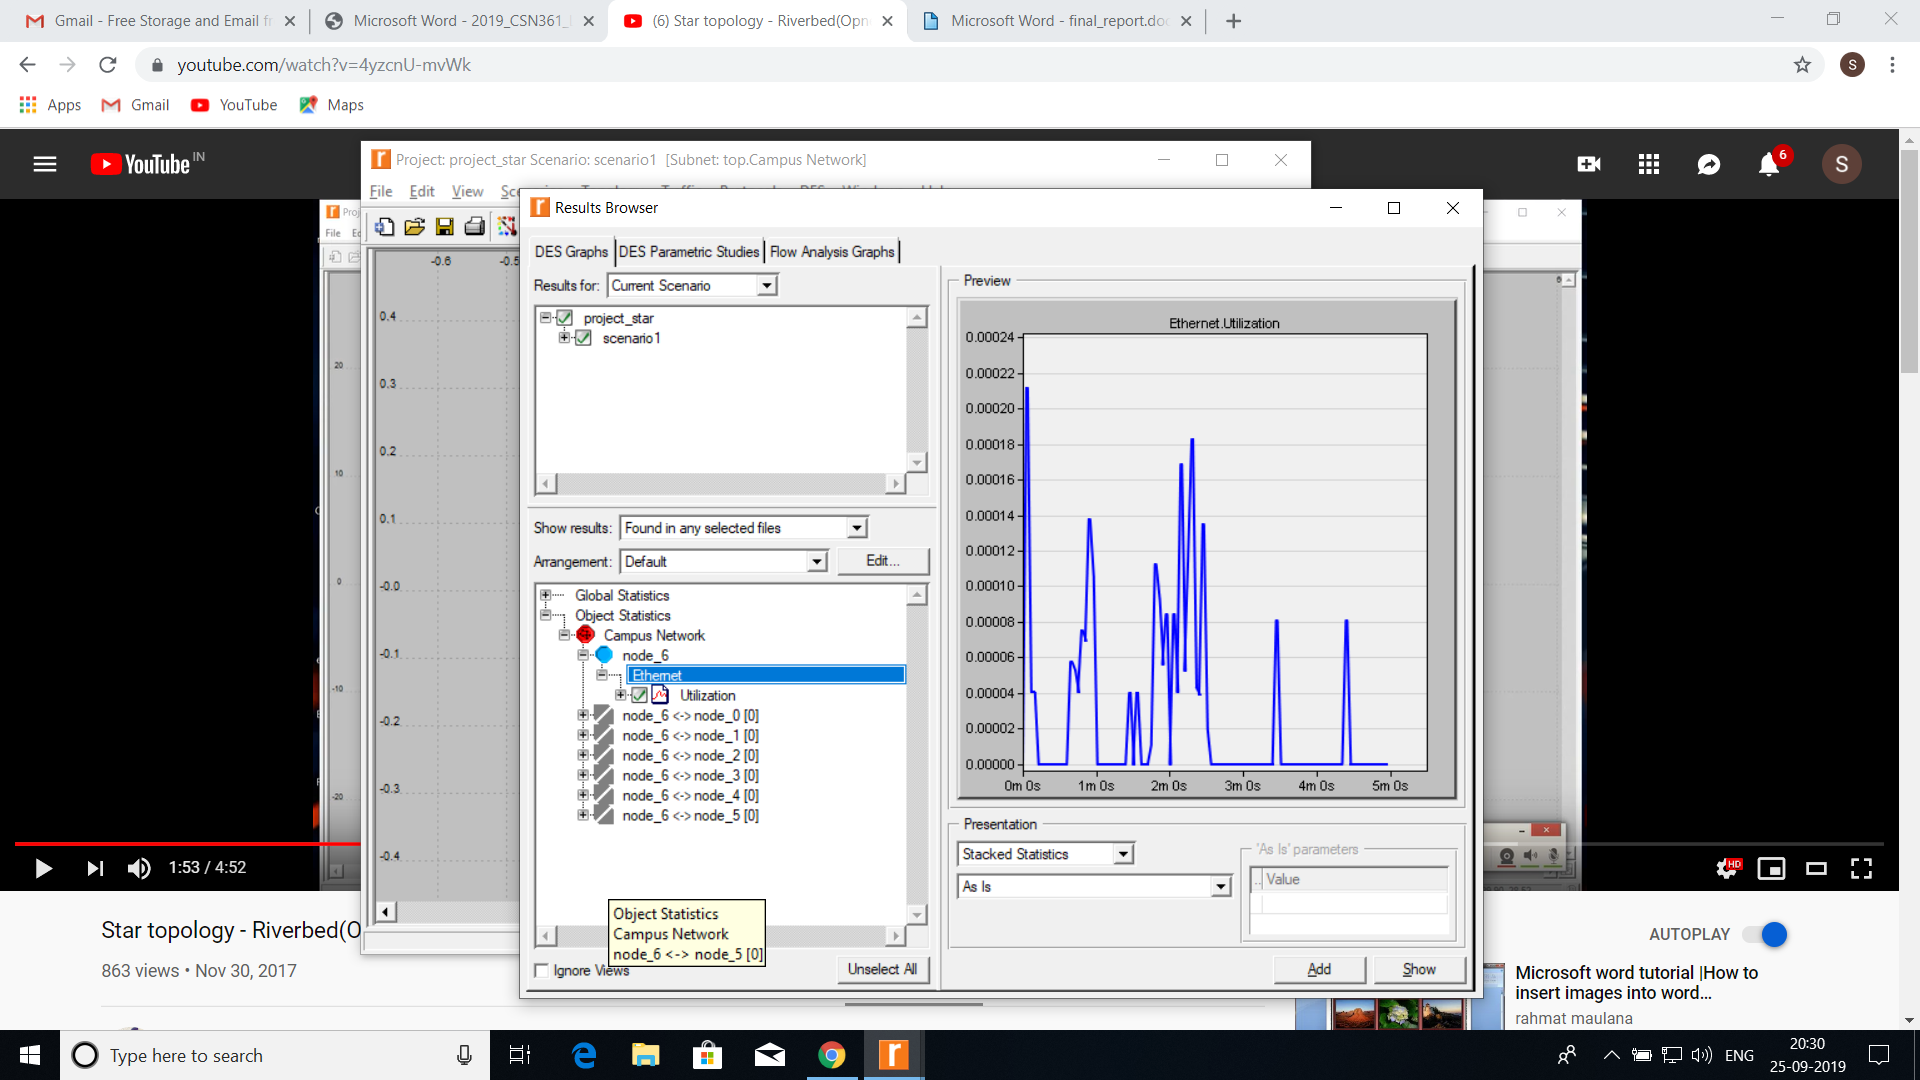 Gmail - Free Storage and Email f
Microsoft Word - 2019_CSN361_
(6) Star topology - Riverbed(Opn
Microsoft Word - final_report.do
youtube.com/watch?v=4yzcnU-mvWk
S
Apps
Gmail
YouTube
Maps
YouTube IN
6
S
Project: project_star Scenario: scenario1 [Subnet: top.Campus Network]
File Edit View
Results Browser
File
DES Graphs
DES Parametric Studies
Flow Analysis Graphs
Results for: Current Scenario
project_star
scenario1
Show results: Found in any selected files
Arrangement: Default
Edit...
Global Statistics
Object Statistics
Campus Network
node_6
Ethernet
Utilization
node_6 <-> node_0 [0]
node_6 <-> node_1 [0]
node_6 <-> node_2 [0]
node_6 <-> node_3 [0]
node_6 <-> node_4 [0]
node_6 <-> node_5 [0]
Object Statistics
Campus Network
node_6 <-> node_5 [0]
Ignore Views
Unselect All
-0.6
-0.5
0.4
0.3
0.2
0.1
-0.0
-0.1
-0.2
-0.3
-0.4
20
10
0
-10
-20
Preview
Ethernet.Utilization
0.00024
0.00022
0.00020
0.00018
0.00016
0.00014
0.00012
0.00010
0.00008
0.00006
0.00004
0.00002
0.00000
0m 0s 1m 0s 2m 0s 3m 0s 4m 0s 5m 0s
Presentation
Stacked Statistics
As Is
'As Is' parameters
.. Value
Add
Show
1:53 / 4:52
HD
Star topology - Riverbed(O
863 views • Nov 30, 2017
AUTOPLAY
Microsoft word tutorial |How to
insert images into word...
rahmat maulana
Type here to search
ENG
20:30
25-09-2019